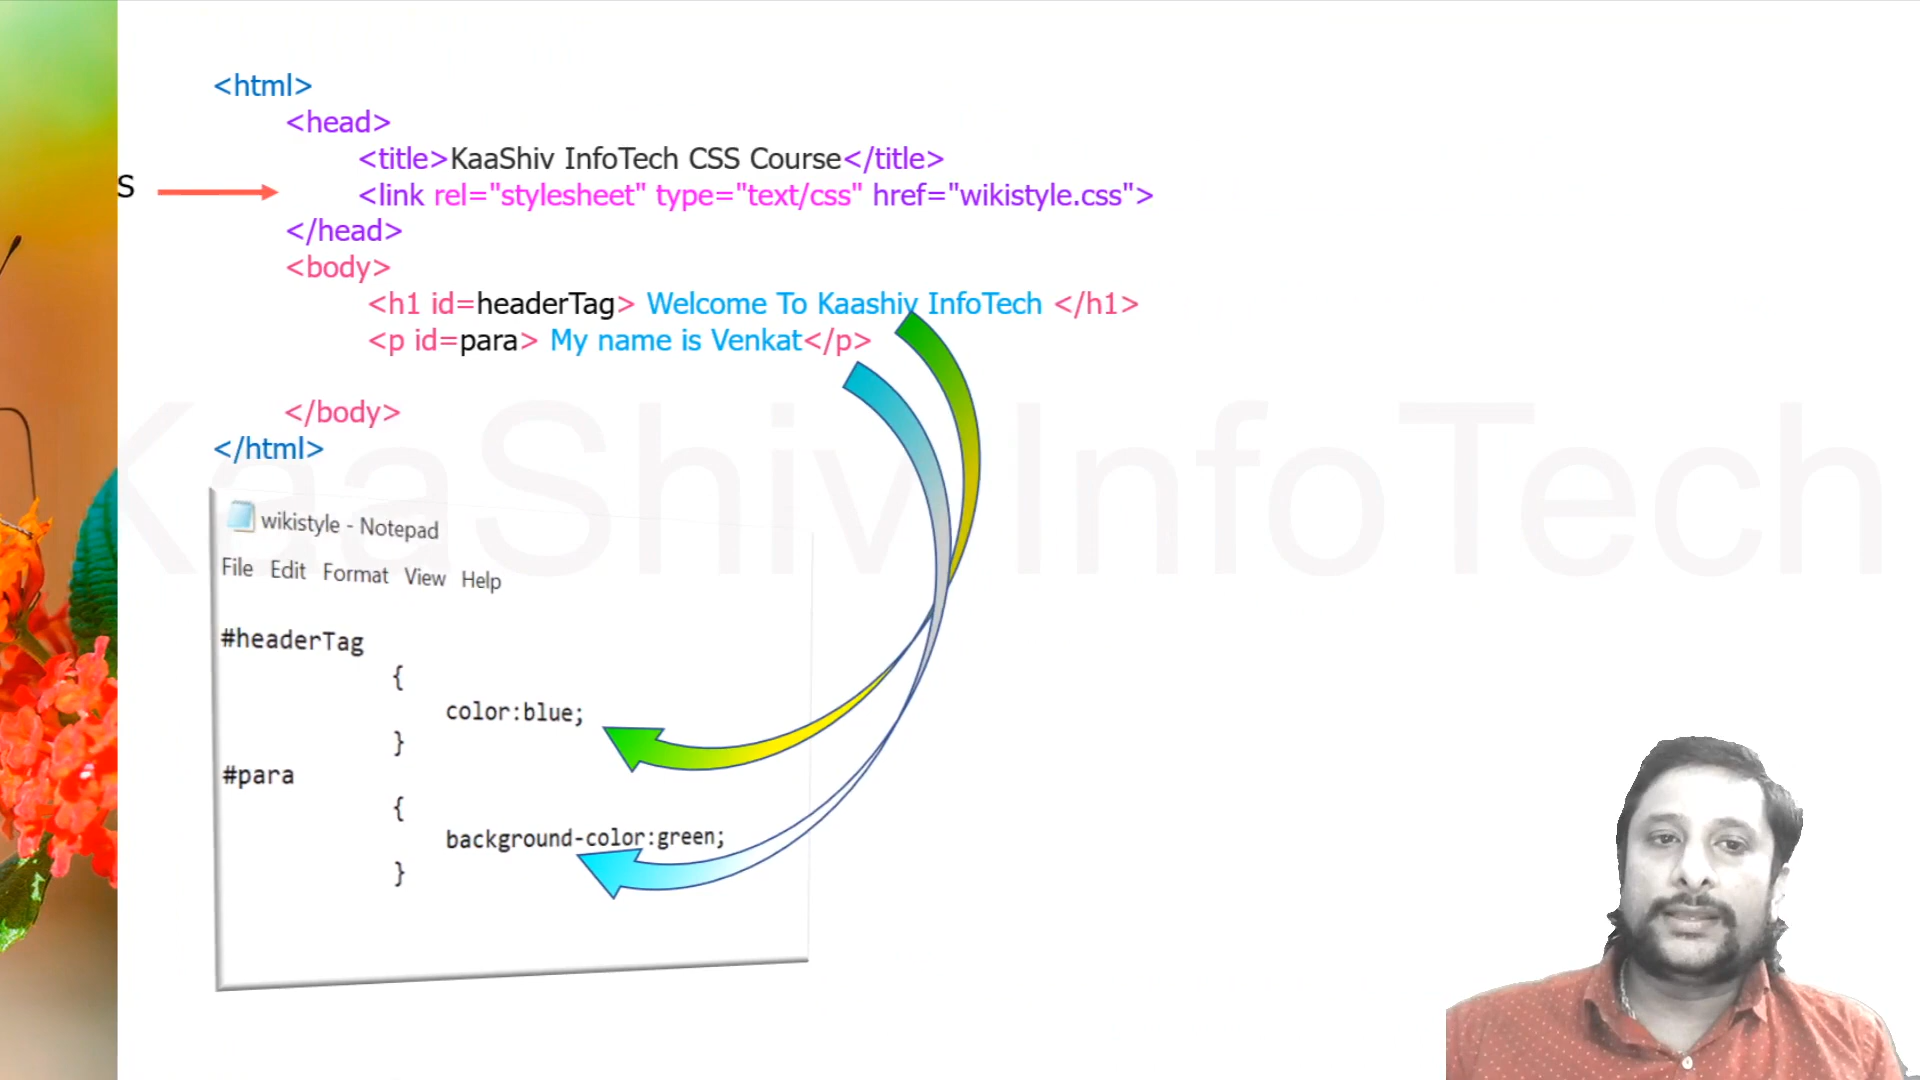 <html>
<head>
<title>KaaShiv InfoTech CSS Course</title>
S
<link rel="stylesheet" type="text/css" href="wikistyle.css">
</head>
<body>
<h1 id=headerTag> Welcome To Kaashiv InfoTech </h1>
<p id=para> My name is Venkat</p>
</body>
</html>
KaaShiv InfoTech
wikistyle - Notepad
File Edit Format View Help
#headerTag
{
color:blue;
}
#para
{
background-color:green;
}